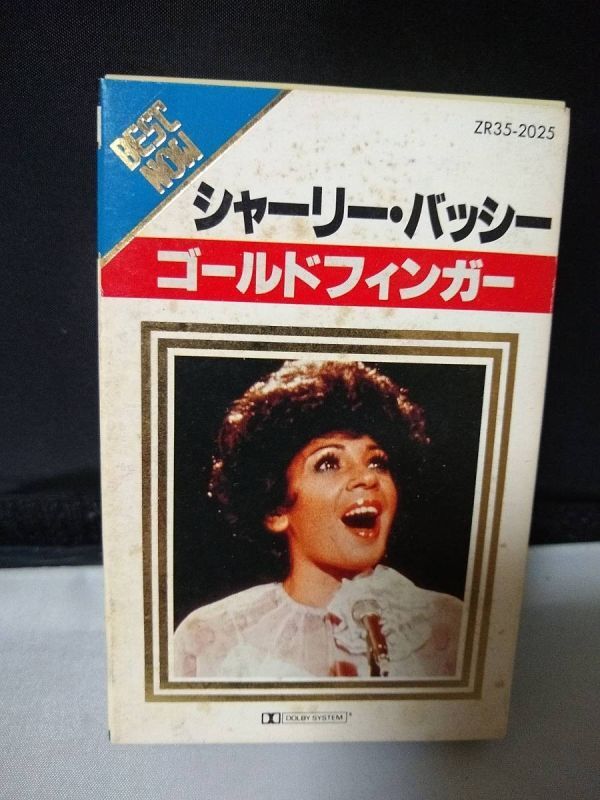 BEST
NOW
ZR35-2025
シャーリー・バッシー
ゴールドフィンガー
DOLBY SYSTEM